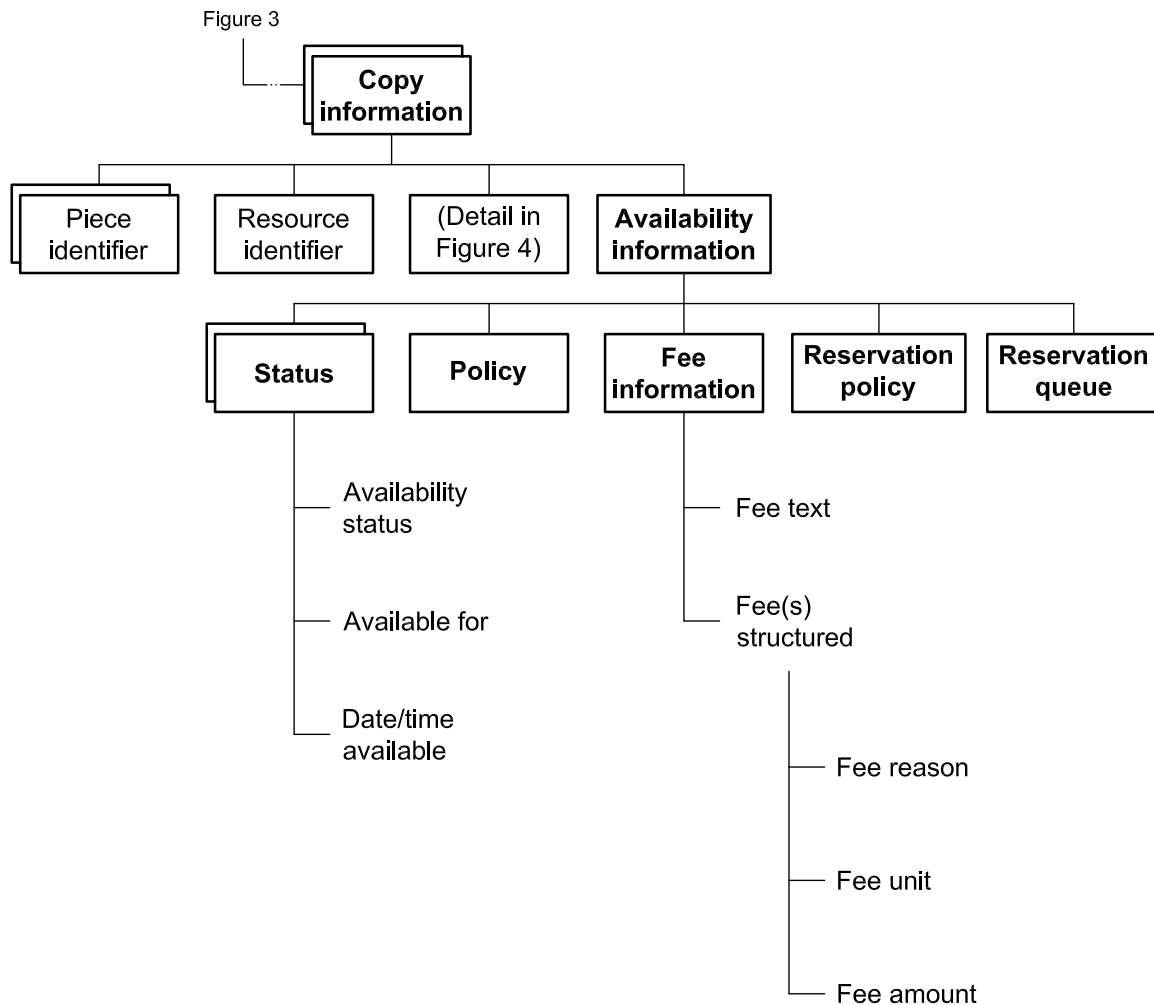 Figure 3
Copy
information
Piece
identifier
Resource
identifier
(Detail in
Figure 4)
Availability
information
Status
Policy
Fee
information
Reservation
policy
Reservation
queue
Availability
status
Available for
Date/time
available
Fee text
Fee(s)
structured
Fee reason
Fee unit
Fee amount